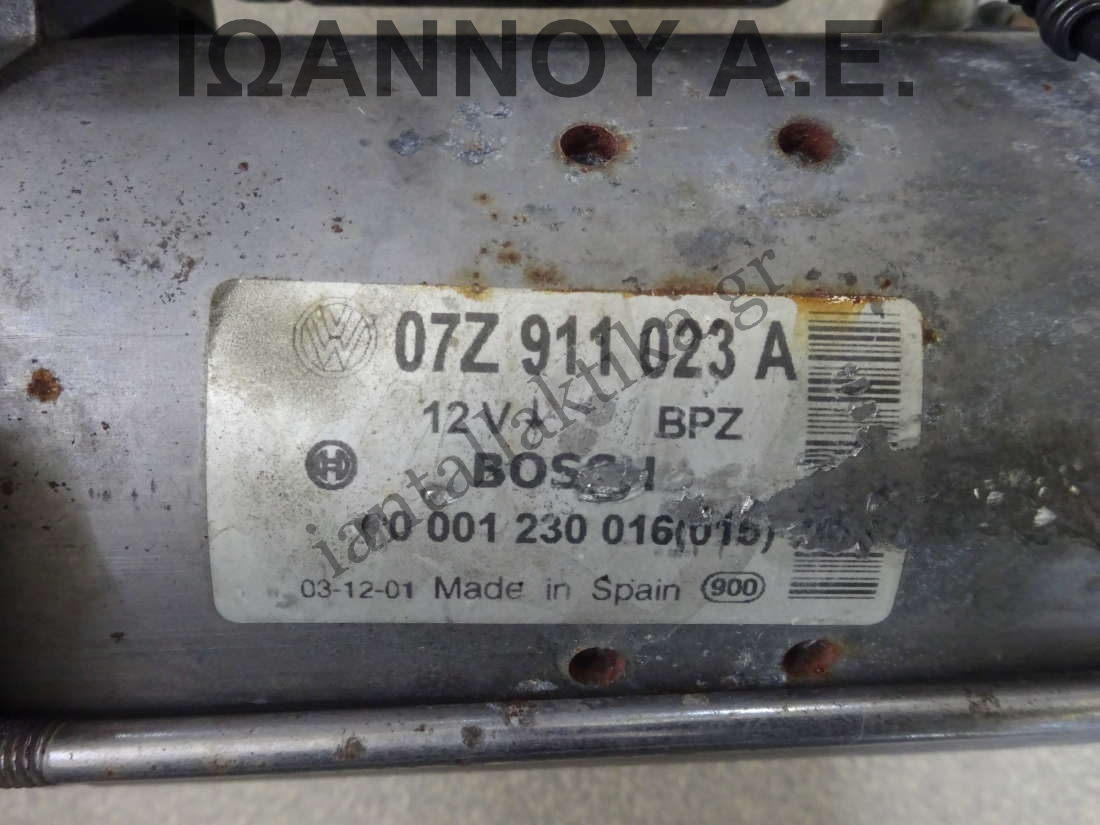 ΙΩΑΝΝΟΥ Α.Ε.
07Z 911 023 A
12V BPZ
BOSCH
001 230 016(015)
03-12-01 Made in Spain 900
iantallaktika.gr